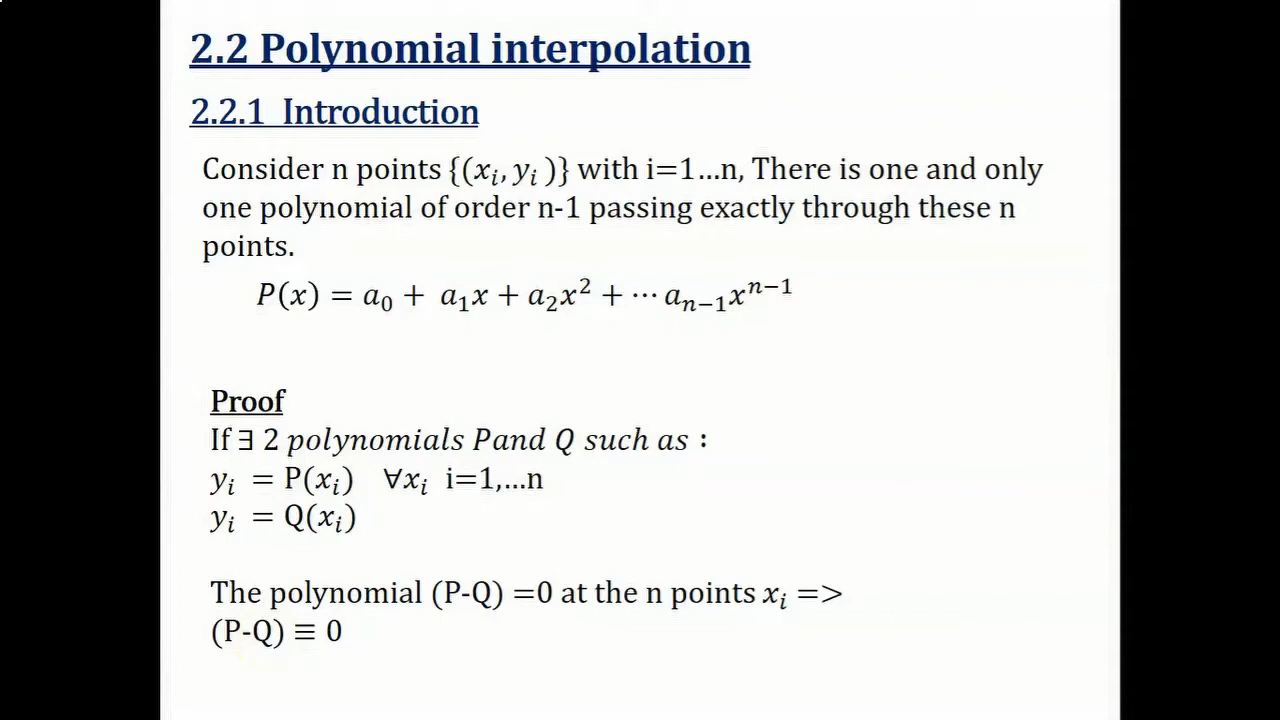 2.2 Polynomial interpolation
2.2.1 Introduction
Consider n points {(xᵢ, yᵢ )} with i=1…n, There is one and only
one polynomial of order n-1 passing exactly through these n
points.
P(x) = a₀ + a₁x + a₂x² + ⋯ aₙ₋₁xⁿ⁻¹
Proof
If ∃ 2 polynomials Pand Q such as :
yᵢ = P(xᵢ) ∀xᵢ i=1,…n
yᵢ = Q(xᵢ)
The polynomial (P-Q) =0 at the n points xᵢ =>
(P-Q) ≡ 0